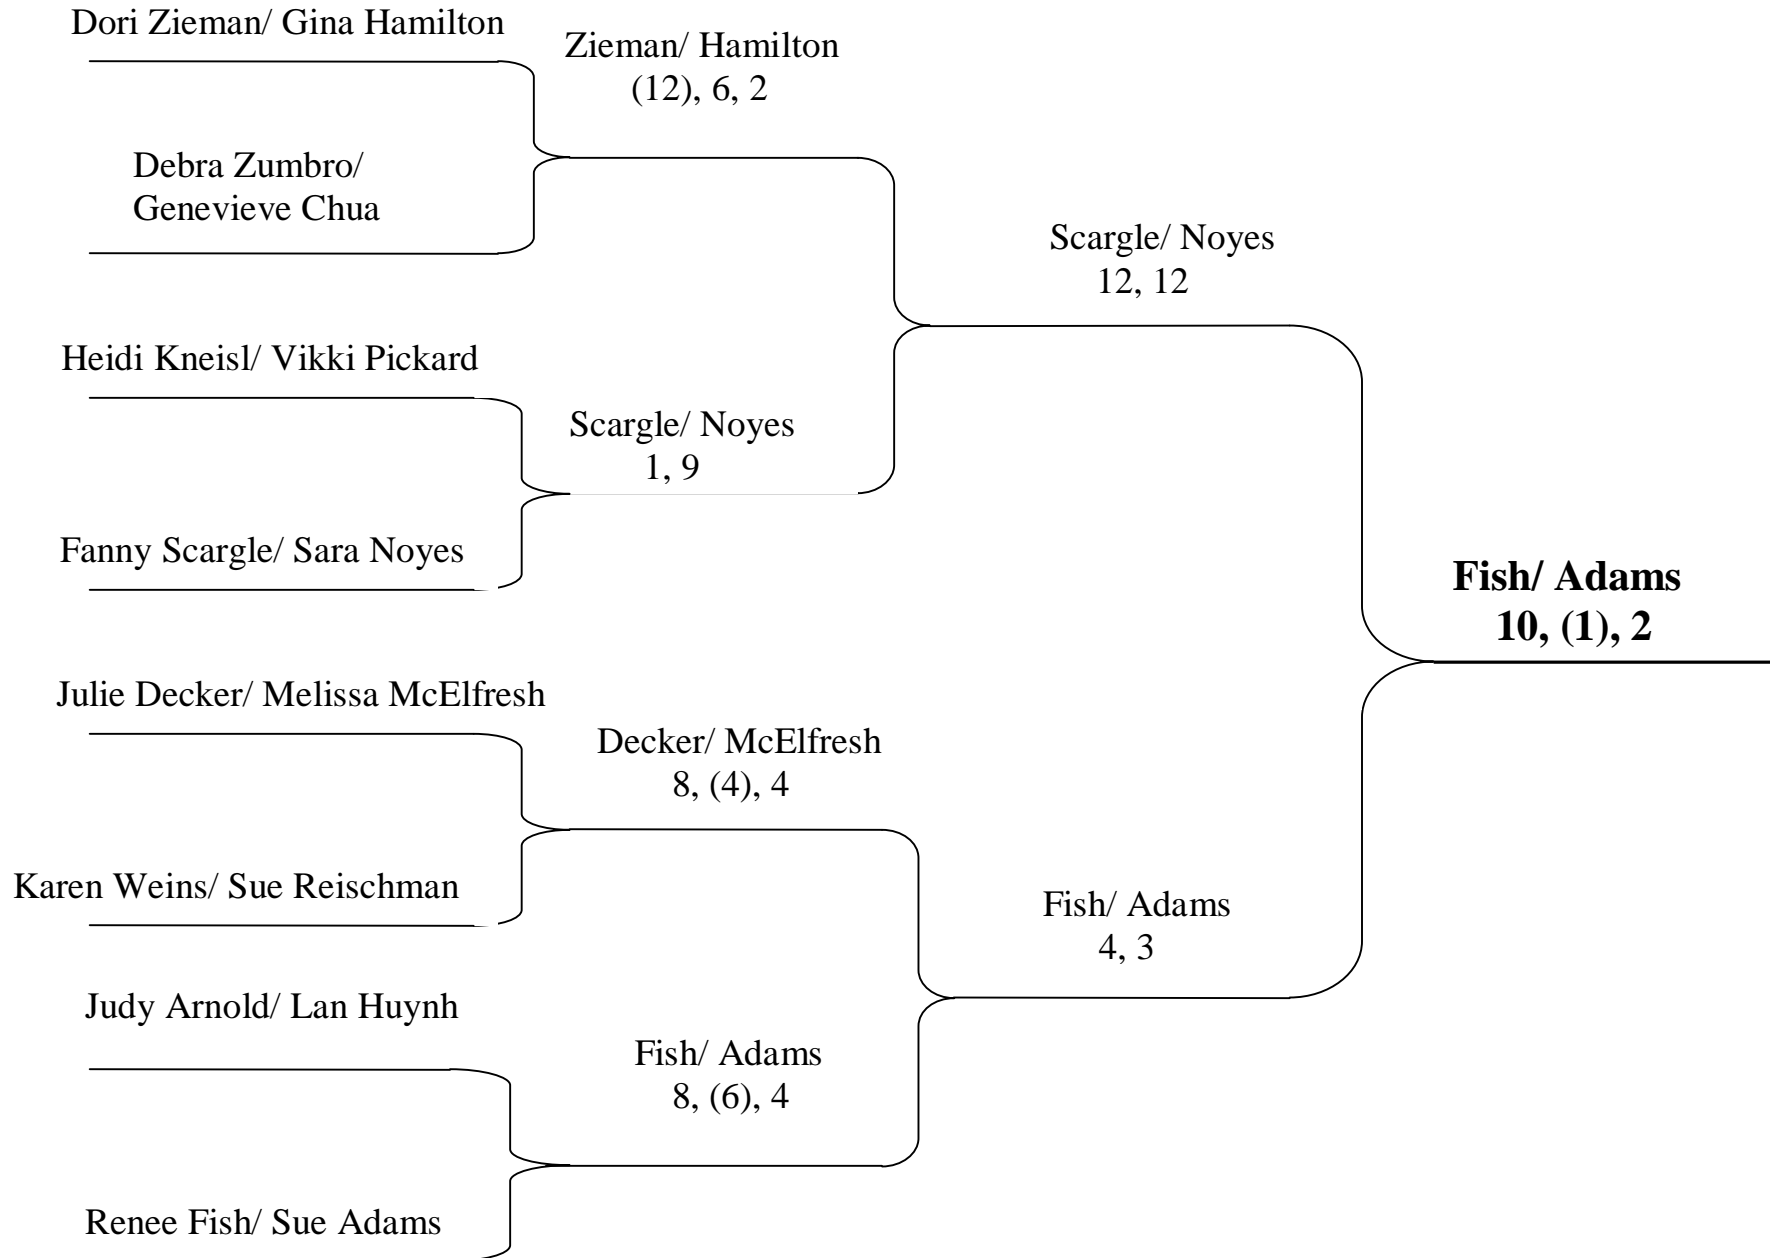 Dori Zieman/ Gina Hamilton
Debra Zumbro/
Genevieve Chua
Heidi Kneisl/ Vikki Pickard
Fanny Scargle/ Sara Noyes
Julie Decker/ Melissa McElfresh
Karen Weins/ Sue Reischman
Judy Arnold/ Lan Huynh
Renee Fish/ Sue Adams
Zieman/ Hamilton
(12), 6, 2
Scargle/ Noyes
1, 9
Decker/ McElfresh
8, (4), 4
Fish/ Adams
8, (6), 4
Scargle/ Noyes
12, 12
Fish/ Adams
4, 3
Fish/ Adams
10, (1), 2